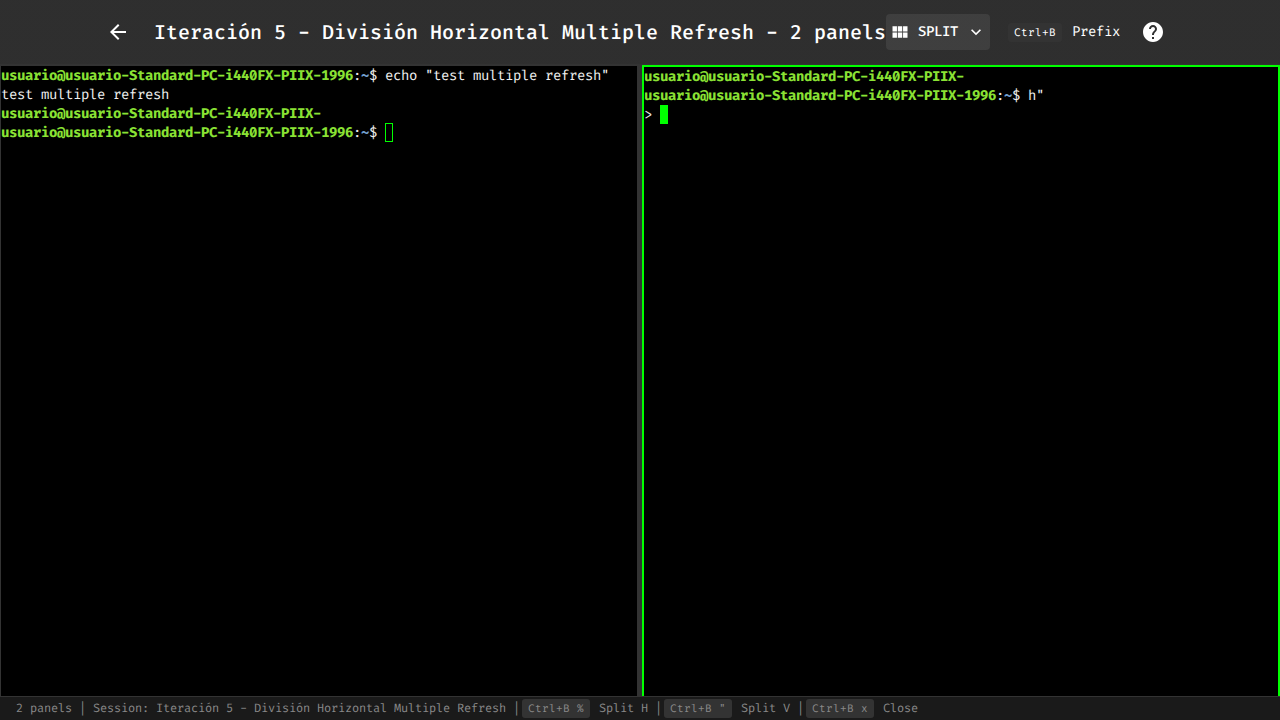 Iteración 5 - División Horizontal Multiple Refresh - 2 panels
SPLIT
Ctrl+B Prefix
?
usuario@usuario-Standard-PC-i440FX-PIIX-1996:~$ echo "test multiple refresh"
test multiple refresh
usuario@usuario-Standard-PC-i440FX-PIIX-
usuario@usuario-Standard-PC-i440FX-PIIX-1996:~$
usuario@usuario-Standard-PC-i440FX-PIIX-
usuario@usuario-Standard-PC-i440FX-PIIX-1996:~$ h"
>
2 panels | Session: Iteración 5 - División Horizontal Multiple Refresh | Ctrl+B % Split H | Ctrl+B " Split V | Ctrl+B x Close